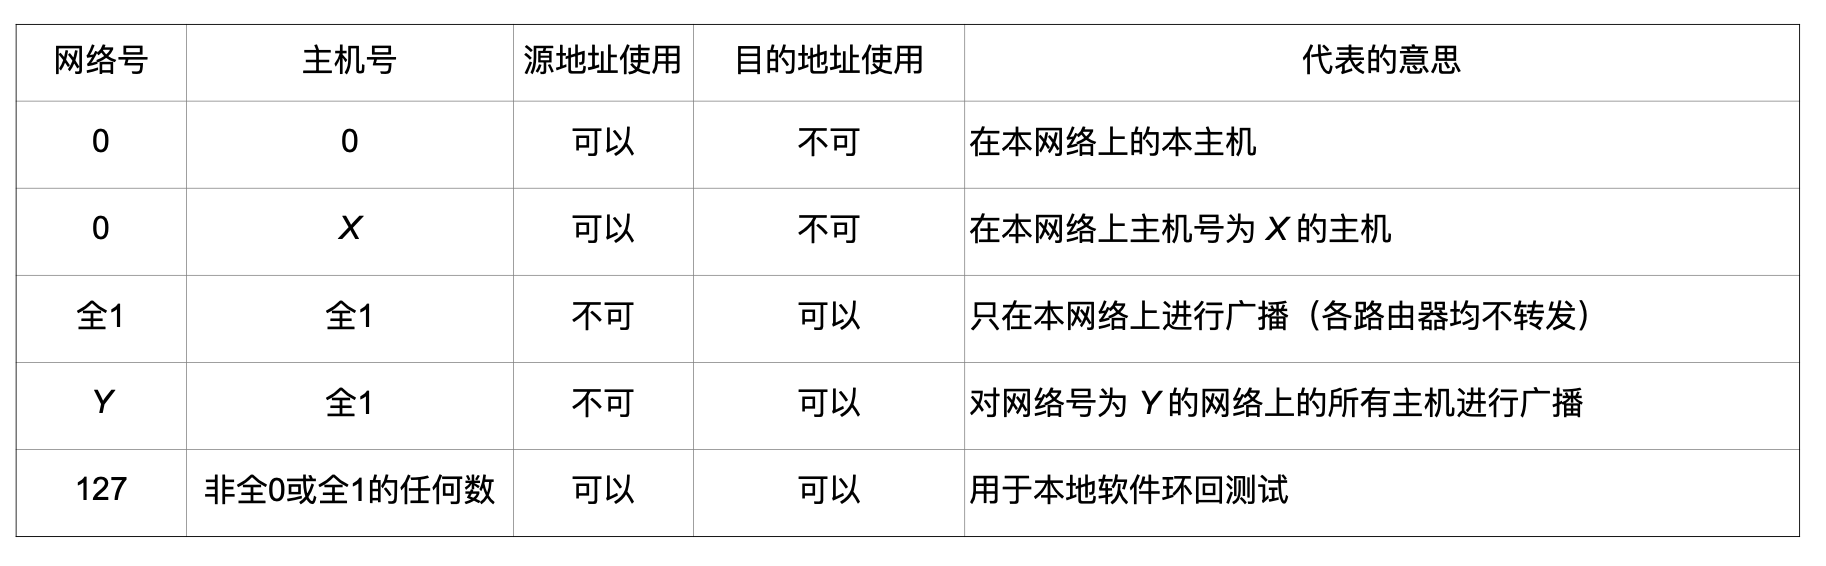 网络号 主机号 源地址使用 目的地址使用 代表的意思
0 0 可以 不可 在本网络上的本主机
0 X 可以 不可 在本网络上主机号为 X 的主机
全1 全1 不可 可以 只在本网络上进行广播（各路由器均不转发）
Y 全1 不可 可以 对网络号为 Y 的网络上的所有主机进行广播
127 非全0或全1的任何数 可以 可以 用于本地软件环回测试